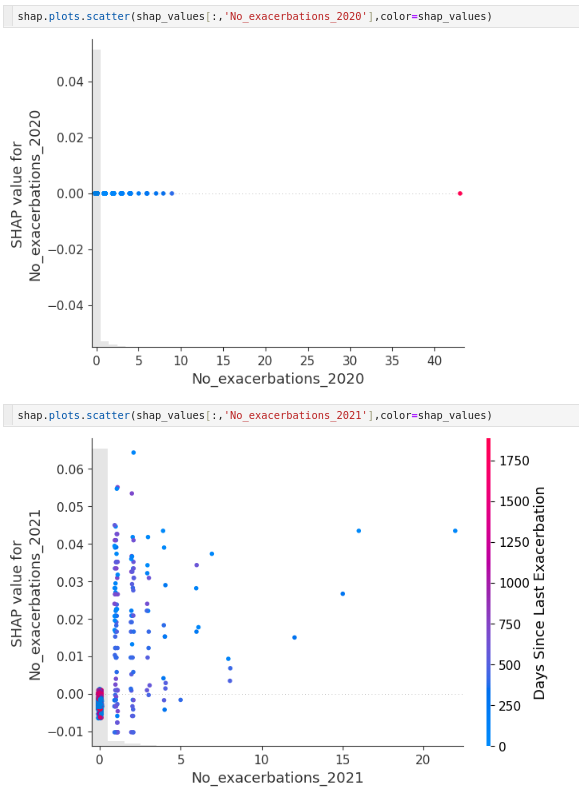 shap.plots.scatter(shap_values[:,'No_exacerbations_2020'],color=shap_values)
0.04
0.02
0.00
−0.02
−0.04
SHAP value for
No_exacerbations_2020
0 5 10 15 20 25 30 35 40
No_exacerbations_2020
shap.plots.scatter(shap_values[:,'No_exacerbations_2021'],color=shap_values)
0.06
0.05
0.04
0.03
0.02
0.01
0.00
−0.01
SHAP value for
No_exacerbations_2021
0 5 10 15 20
No_exacerbations_2021
1750
1500
1250
1000
750
500
250
0
Days Since Last Exacerbation